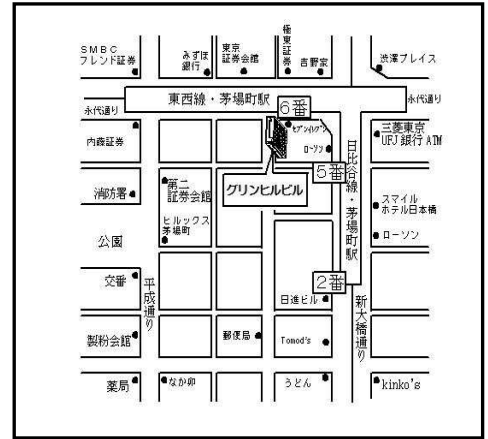 SMBC
フレンド証券
みずほ
銀行
東京
証券会館
極東証券
吉野家
渋澤プレイス
永代通り
東西線・茅場町駅
永代通り
6番
セブンイレブン
内藤証券
ローソン
三菱東京
UFJ銀行ATM
5番
日比谷線・茅場町駅
消防署
第二
証券会館
グリンヒルビル
スマイル
ホテル日本橋
ヒルックス
茅場町
ローソン
公園
交番
平成通り
2番
日進ビル
新大橋通り
製粉会館
郵便局
Tomod's
薬局
なか卯
うどん
kinko's